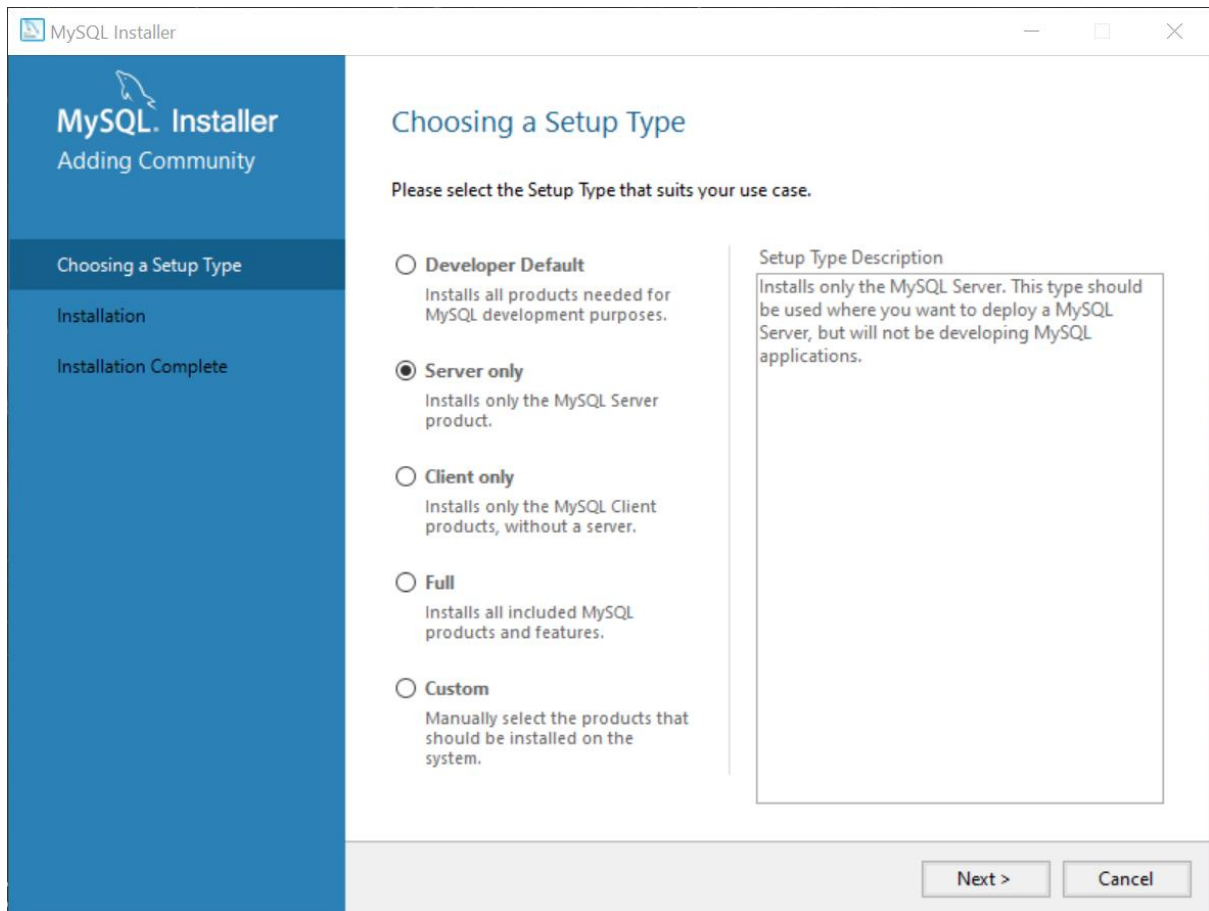 MySQL Installer
MySQL. Installer
Adding Community
Choosing a Setup Type
Installation
Installation Complete
Choosing a Setup Type
Please select the Setup Type that suits your use case.
Developer Default
Installs all products needed for
MySQL development purposes.
Server only
Installs only the MySQL Server
product.
Client only
Installs only the MySQL Client
products, without a server.
Full
Installs all included MySQL
products and features.
Custom
Manually select the products that
should be installed on the
system.
Setup Type Description
Installs only the MySQL Server. This type should
be used where you want to deploy a MySQL
Server, but will not be developing MySQL
applications.
Next >
Cancel